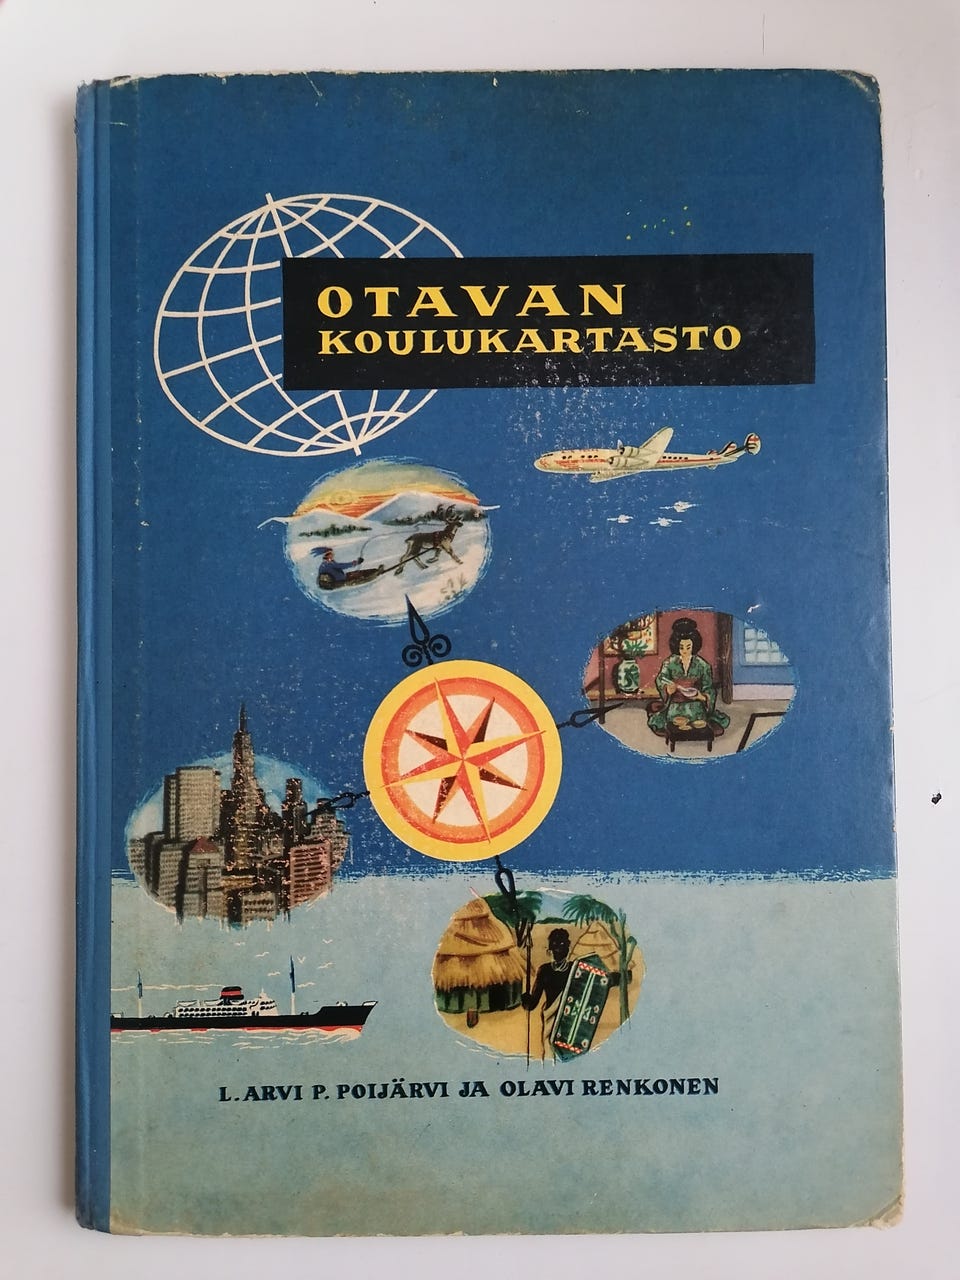 OTAVAN
KOULUKARTASTO
L. ARVI P. POIJÄRVI JA OLAVI RENKONEN